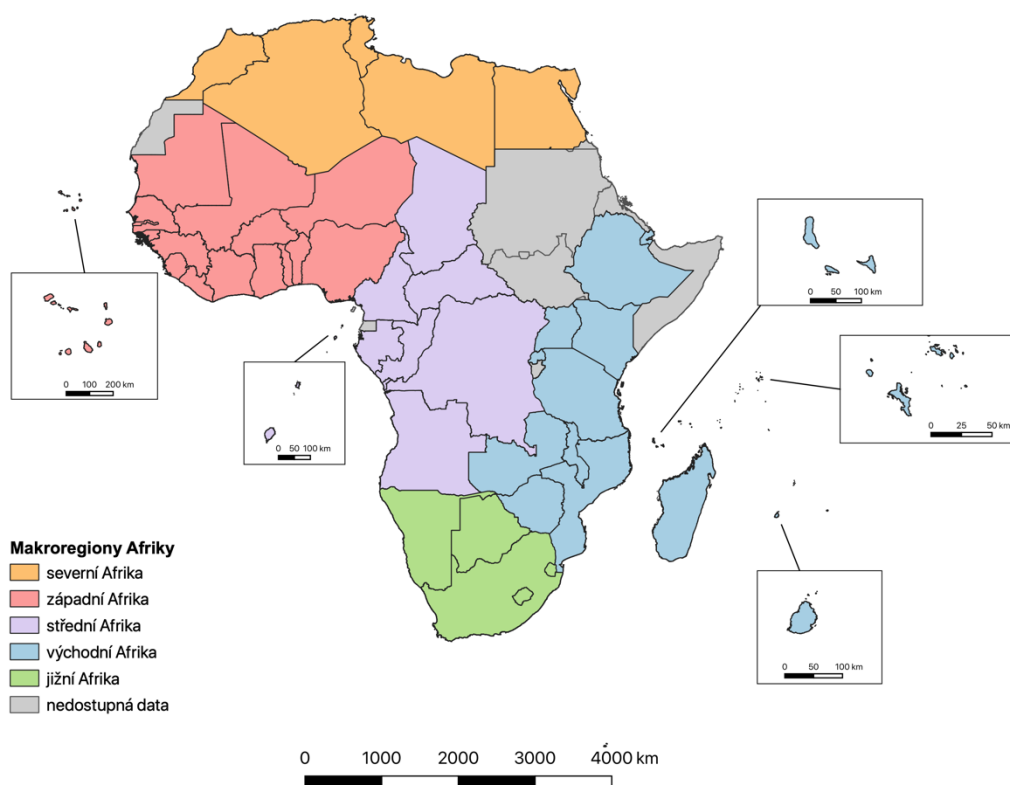 0 50 100 km
0 100 200 km
0 50 100 km
0 25 50 km
Makroregiony Afriky
severní Afrika
západní Afrika
střední Afrika
východní Afrika
jižní Afrika
nedostupná data
0 50 100 km
0 1000 2000 3000 4000 km